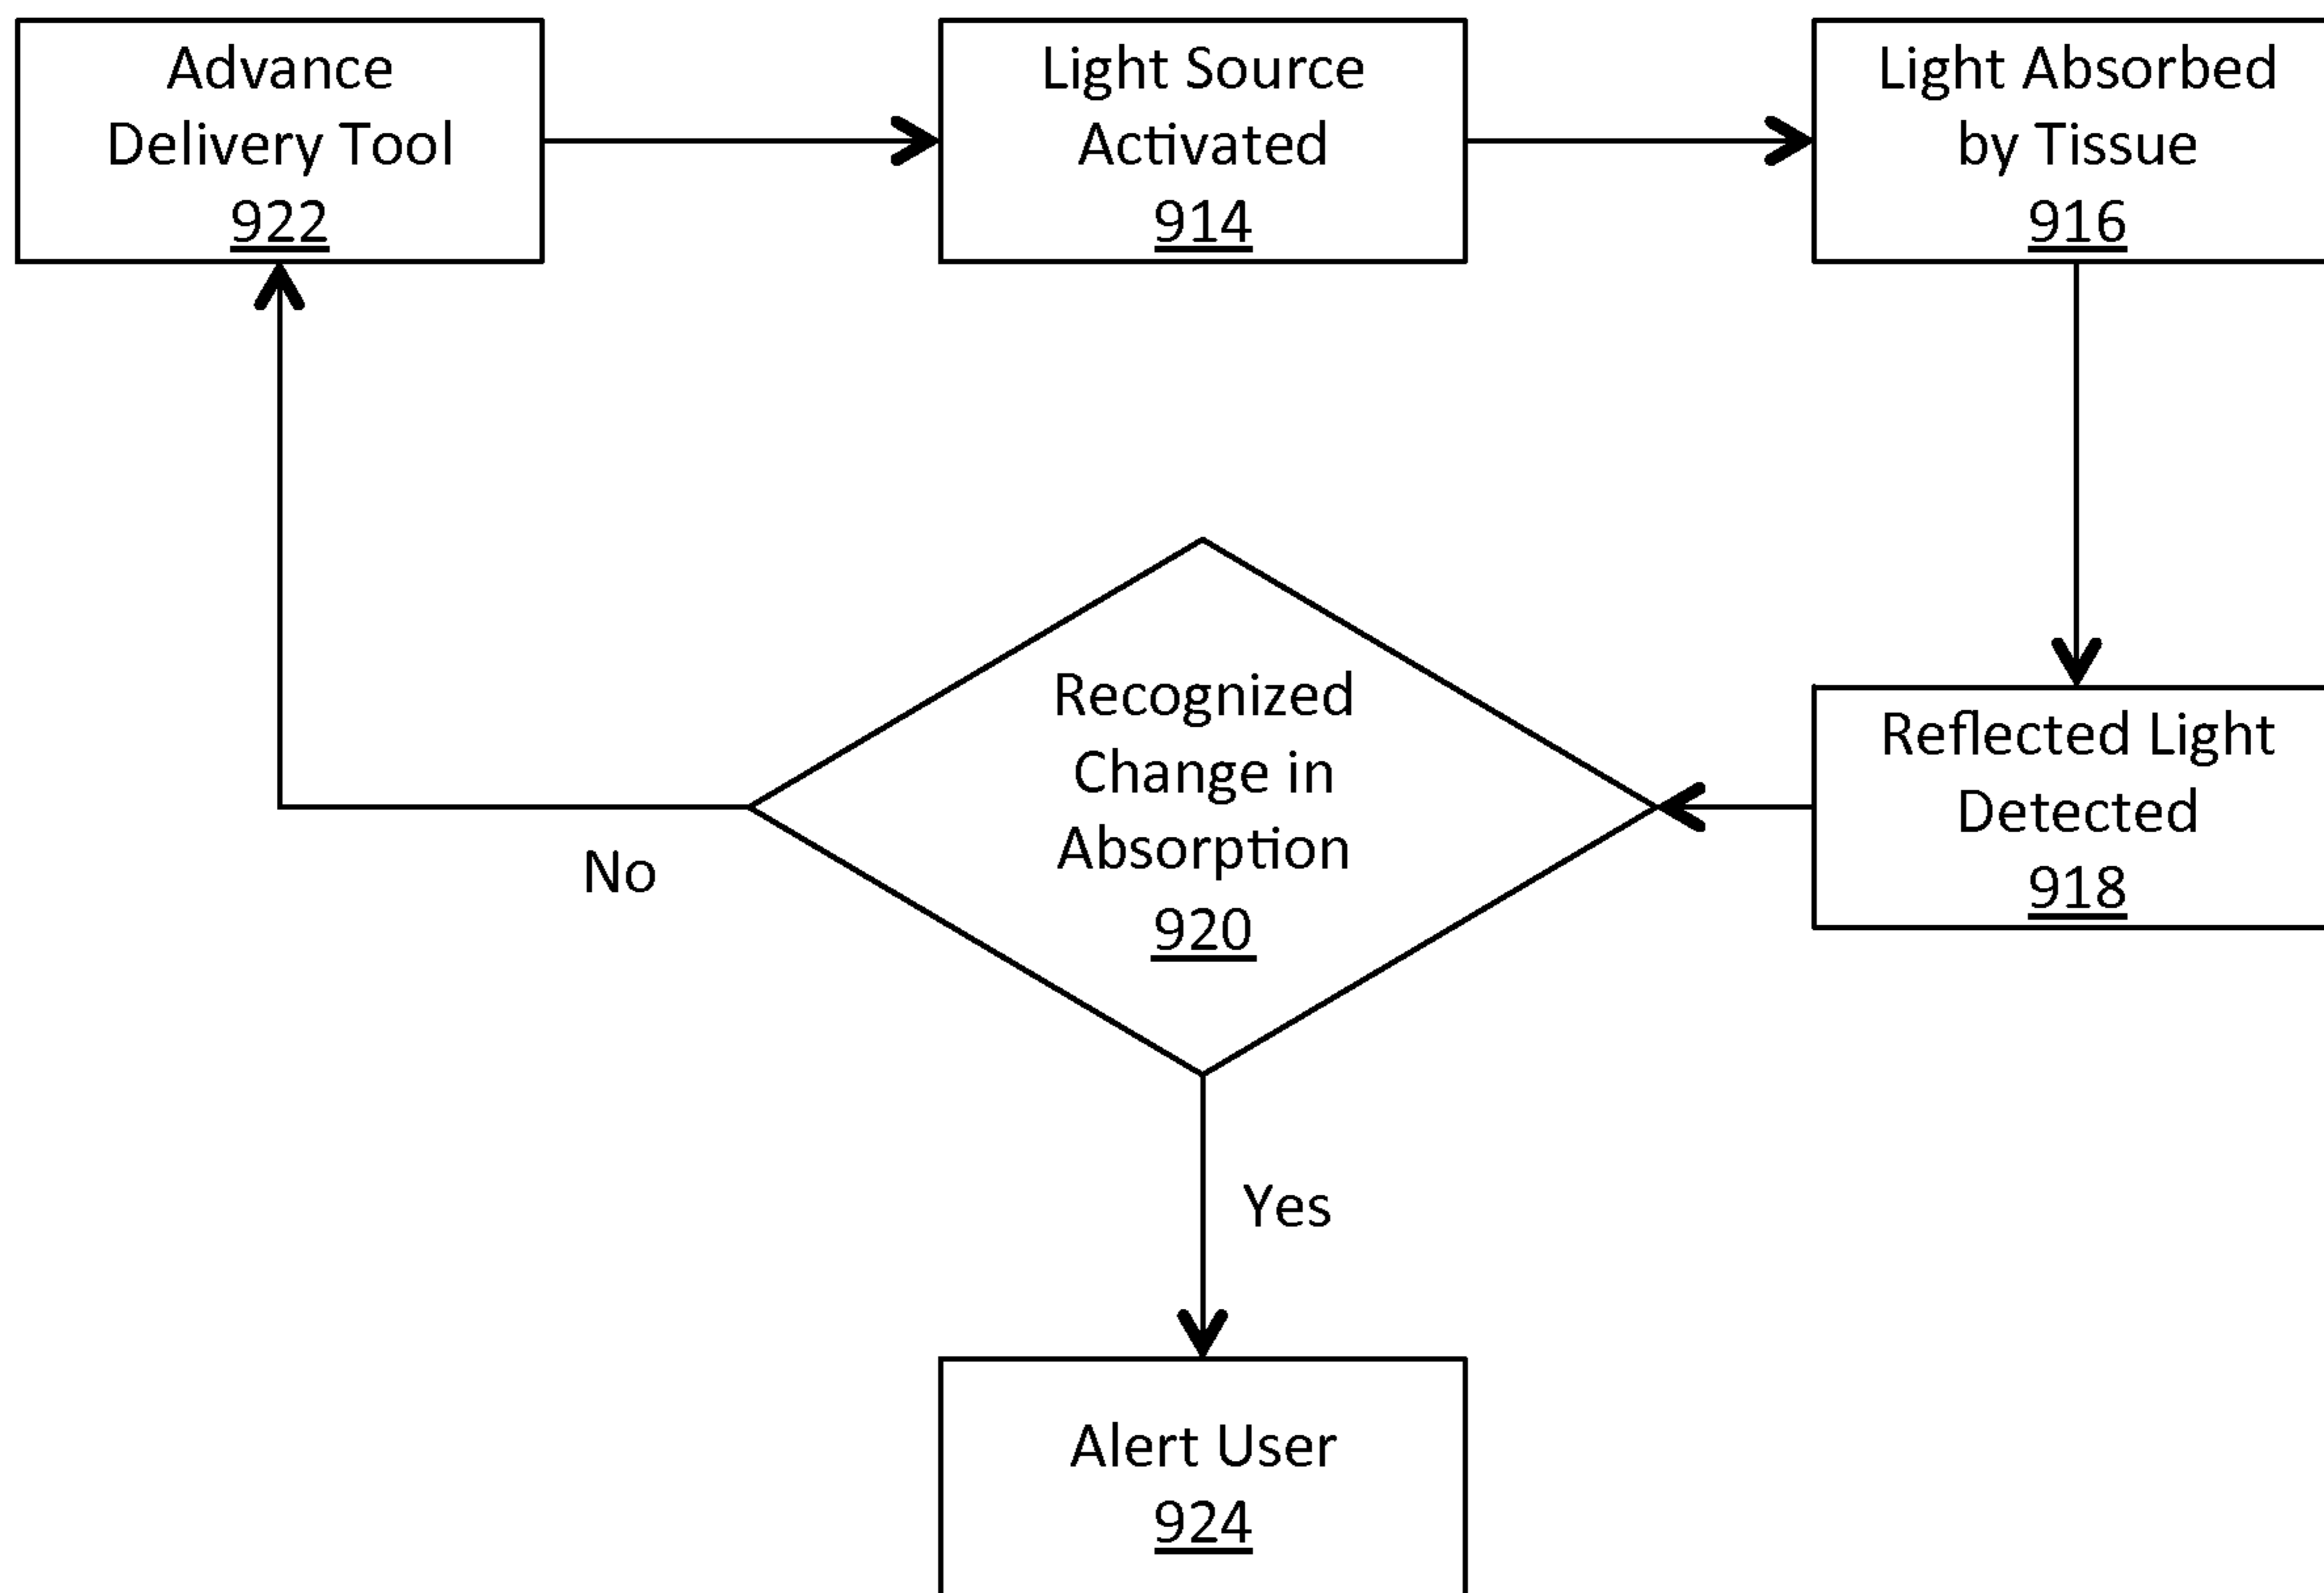 Advance
Delivery Tool
922
Light Source
Activated
914
Light Absorbed
by Tissue
916
Recognized
Change in
Absorption
920
Reflected Light
Detected
918
No
Yes
Alert User
924